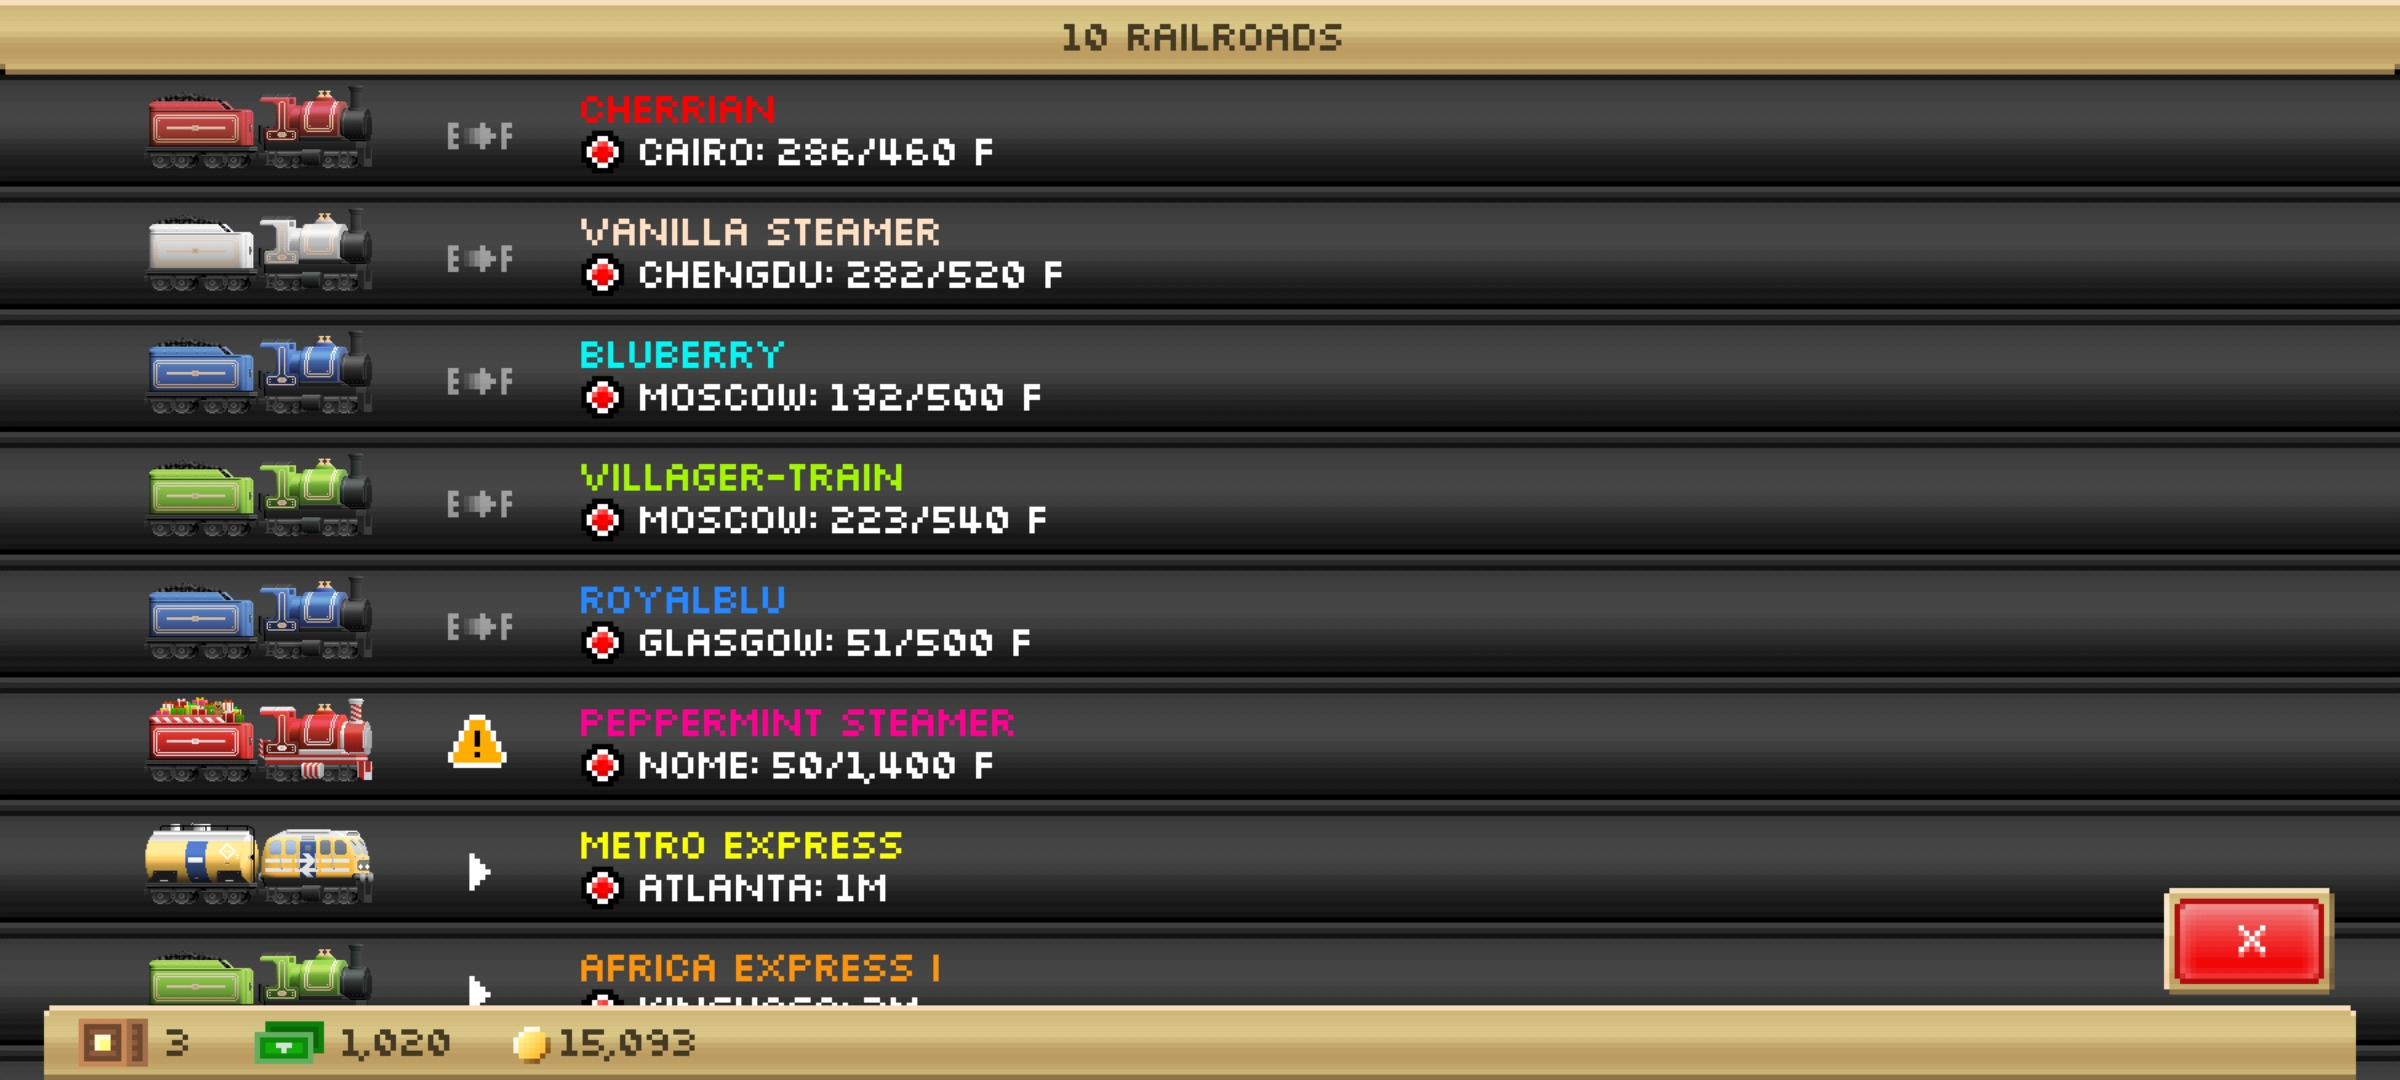 10 RAILROADS
E F
CHERRIAN
CAIRO: 286/460 F
E F
VANILLA STEAMER
CHENGDU: 282/520 F
E F
BLUBERRY
MOSCOW: 192/500 F
E F
VILLAGER-TRAIN
MOSCOW: 223/540 F
E F
ROYALBLU
GLASGOW: 51/500 F
!
PEPPERMINT STEAMER
NOME: 50/1,400 F
METRO EXPRESS
ATLANTA: 1M
AFRICA EXPRESS I
X
3 1,020 15,093